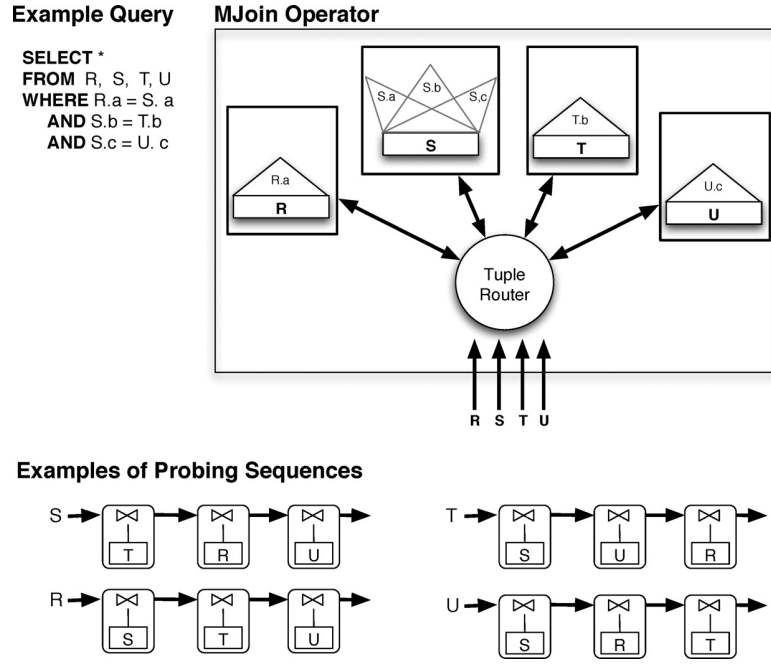 Example Query
MJoin Operator
SELECT *
FROM R, S, T, U
WHERE R.a = S. a
AND S.b = T.b
AND S.c = U. c
S.a
S.b
S,c
S
T.b
T
R.a
R
U.c
U
Tuple
Router
R S T U
Examples of Probing Sequences
S
T
R
U
T
S
U
R
R
S
T
U
U
S
R
T